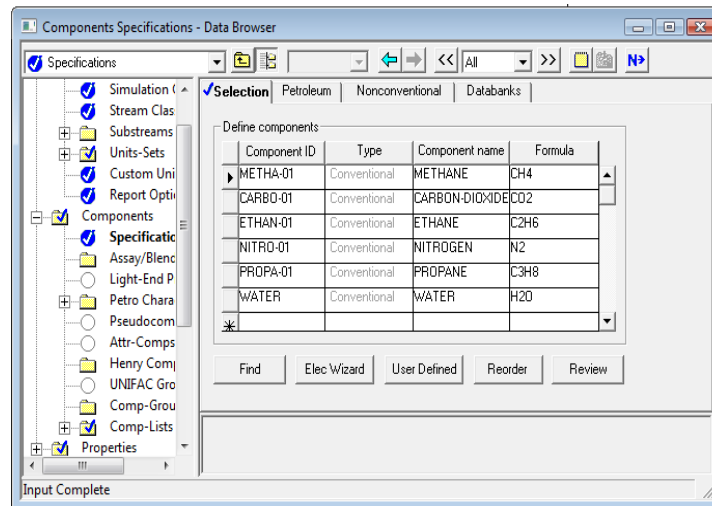 Components Specifications - Data Browser
Specifications
<<
All
>>
N
Simulation
Stream Clas
Substreams
Units-Sets
Custom Uni
Report Opti
Components
Specificatio
Assay/Blend
Light-End P
Petro Chara
Pseudocom
Attr-Comps
Henry Comp
UNIFAC Gro
Comp-Grou
Comp-Lists
Properties
Selection Petroleum Nonconventional Databanks
Define components
Component ID Type Component name Formula
METHA-01 Conventional METHANE CH4
CARBO-01 Conventional CARBON-DIOXIDE CO2
ETHAN-01 Conventional ETHANE C2H6
NITRO-01 Conventional NITROGEN N2
PROPA-01 Conventional PROPANE C3H8
WATER Conventional WATER H2O
Find Elec Wizard User Defined Reorder Review
Input Complete